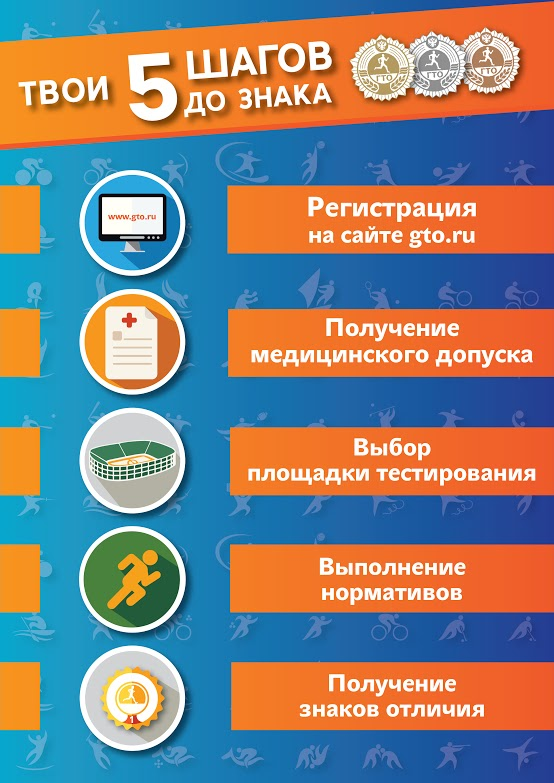 ТВОИ 5 ШАГОВ
ДО ЗНАКА
ГТО
ГТО
ГТО
www.gto.ru
Регистрация
на сайте gto.ru
Получение
медицинского допуска
Выбор
площадки тестирования
Выполнение
нормативов
1
Получение
знаков отличия